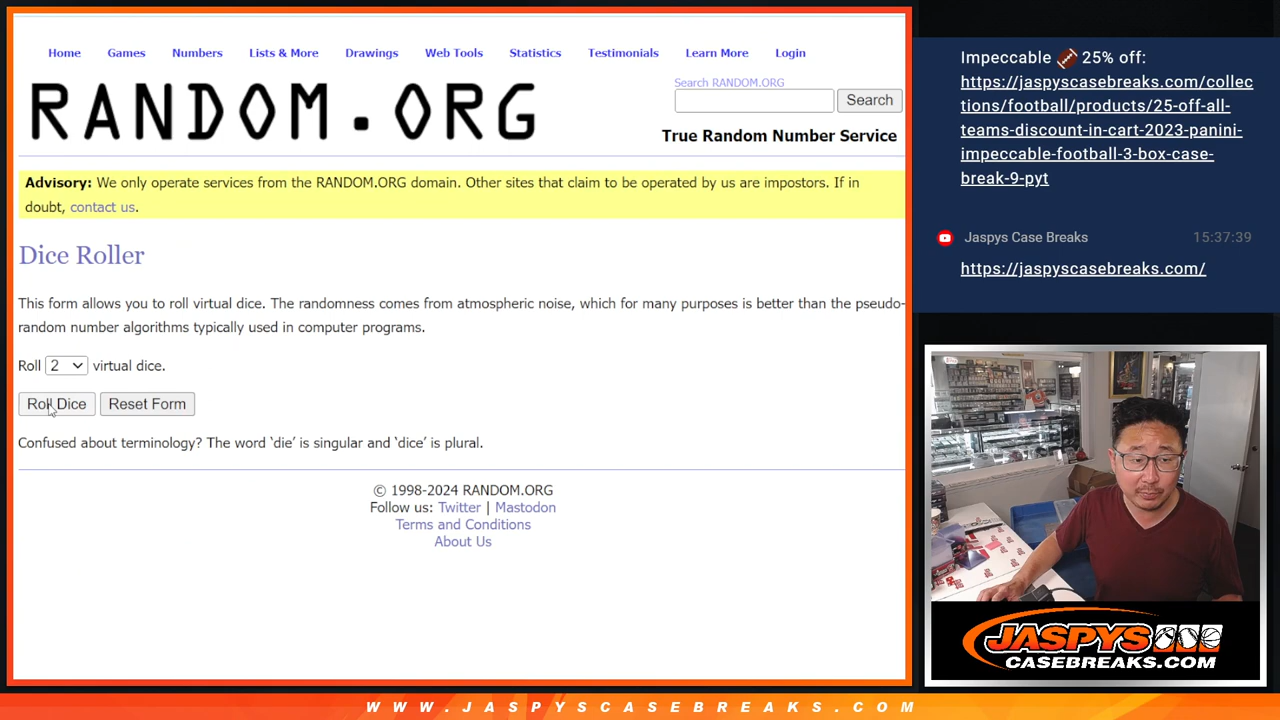 Home Games Numbers Lists & More Drawings Web Tools Statistics Testimonials Learn More Login
RANDOM.ORG
Search RANDOM.ORG
Search
True Random Number Service
Advisory: We only operate services from the RANDOM.ORG domain. Other sites that claim to be operated by us are impostors. If in
doubt, contact us.
Dice Roller
This form allows you to roll virtual dice. The randomness comes from atmospheric noise, which for many purposes is better than the pseudo-
random number algorithms typically used in computer programs.
Roll 2 virtual dice.
Roll Dice Reset Form
Confused about terminology? The word ‘die’ is singular and ‘dice’ is plural.
© 1998-2024 RANDOM.ORG
Follow us: Twitter | Mastodon
Terms and Conditions
About Us
Impeccable 🏈 25% off:
https://jaspyscasebreaks.com/collec
tions/football/products/25-off-all-
teams-discount-in-cart-2023-panini-
impeccable-football-3-box-case-
break-9-pyt
Jaspys Case Breaks 15:37:39
https://jaspyscasebreaks.com/
JASPYS
CASEBREAKS.COM
WWW.JASPYSCASEBREAKS.COM